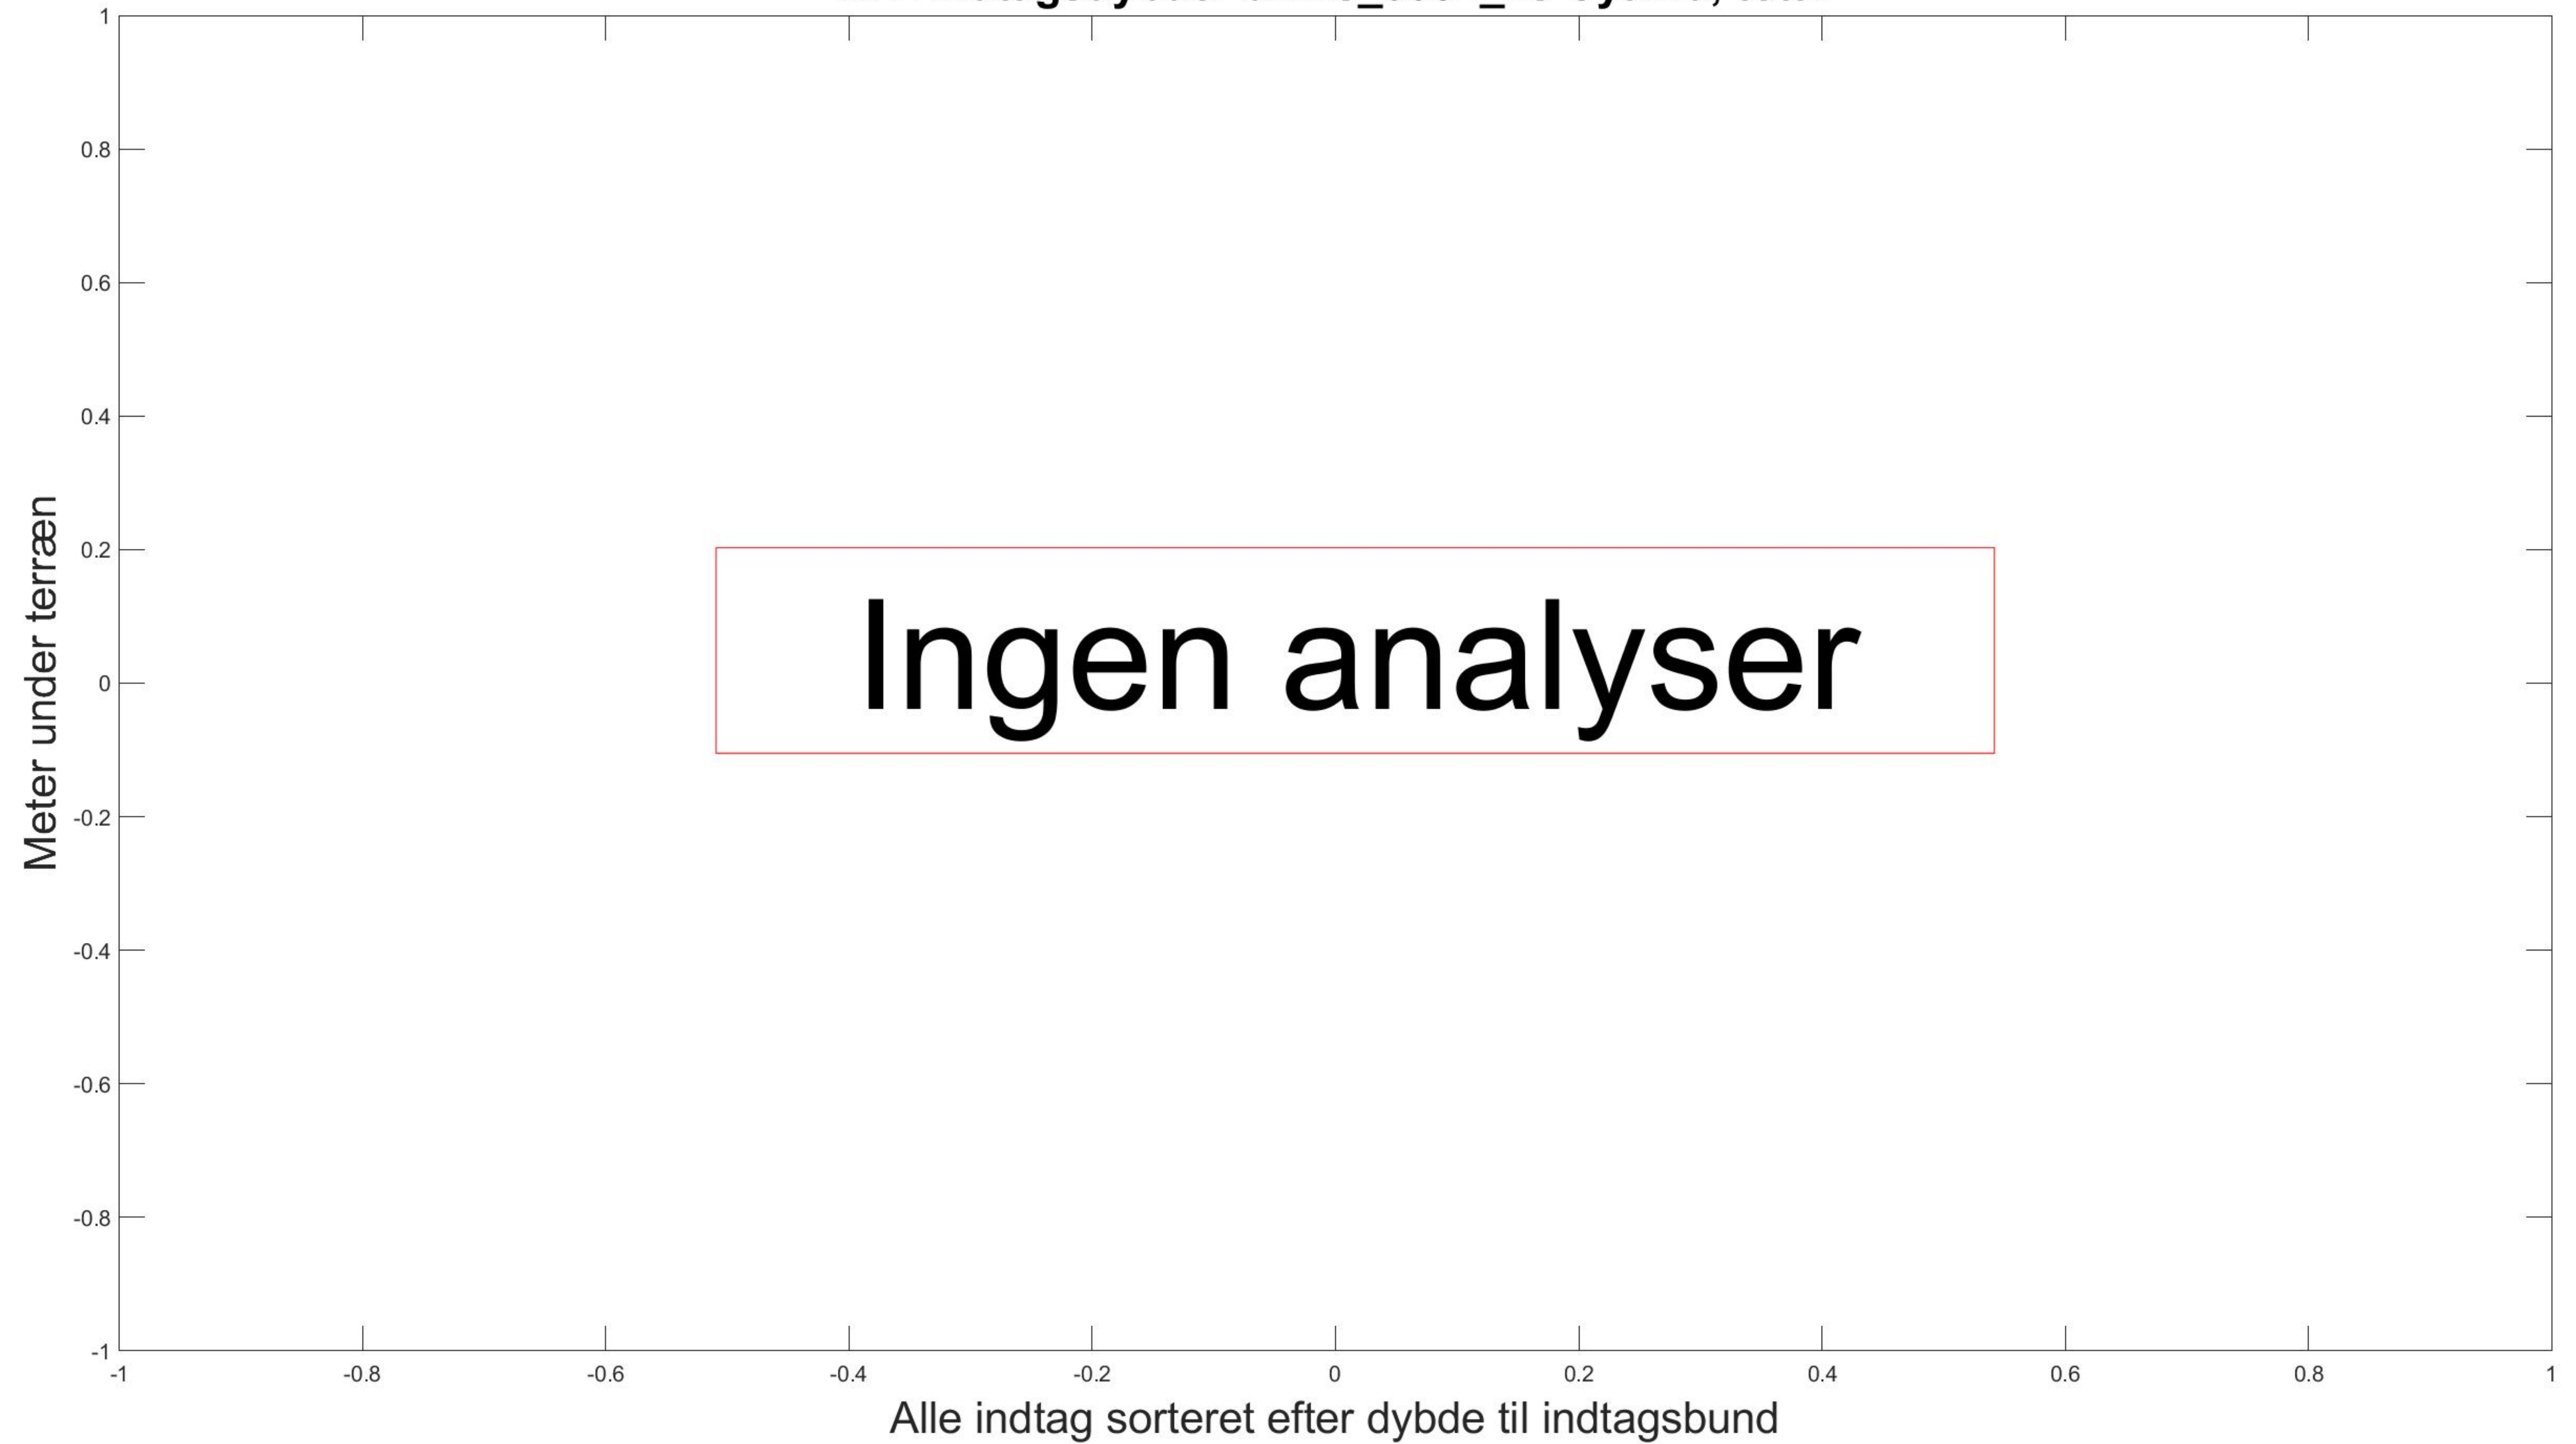 1
0.8
0.6
0.4
0.2
0
-0.2
-0.4
-0.6
-0.8
-1
Meter under terræn
Ingen analyser
-1 -0.8 -0.6 -0.4 -0.2 0 0.2 0.4 0.6 0.8 1
Alle indtag sorteret efter dybde til indtagsbund